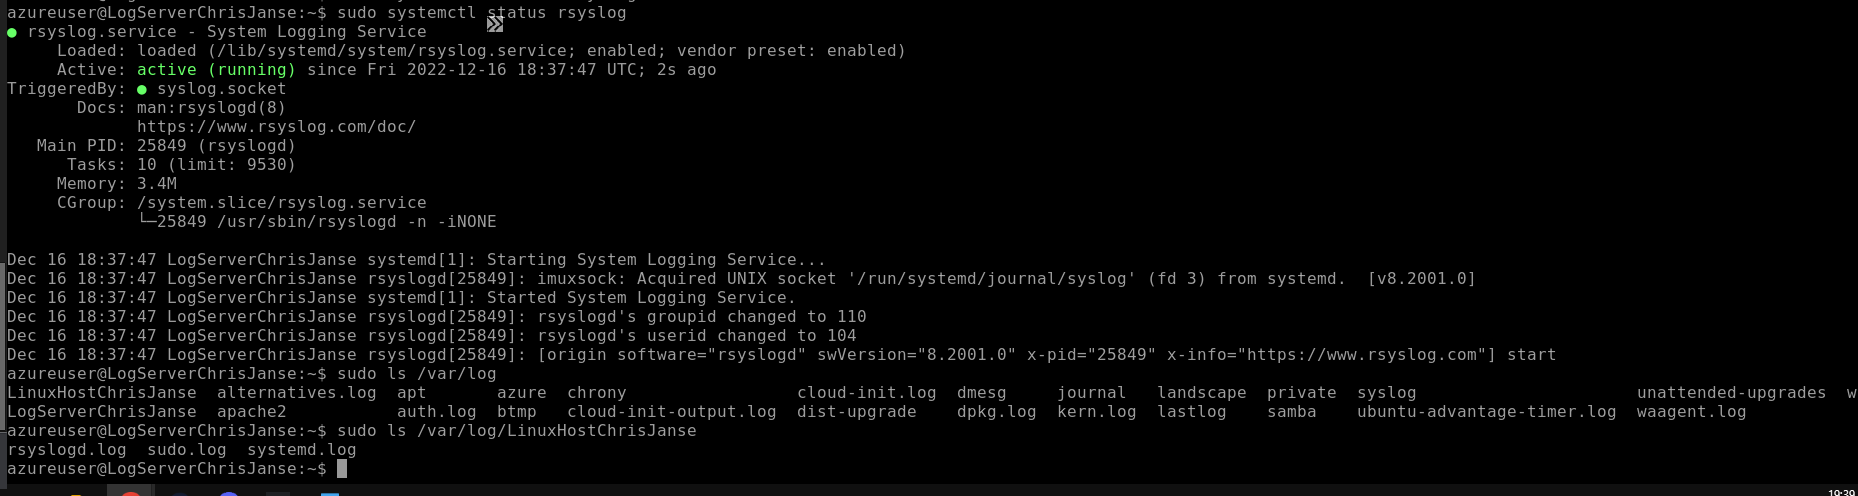 azureuser@LogServerChrisJanse:~$ sudo systemctl status rsyslog
● rsyslog.service - System Logging Service
     Loaded: loaded (/lib/systemd/system/rsyslog.service; enabled; vendor preset: enabled)
     Active: active (running) since Fri 2022-12-16 18:37:47 UTC; 2s ago
TriggeredBy: ● syslog.socket
       Docs: man:rsyslogd(8)
             https://www.rsyslog.com/doc/
   Main PID: 25849 (rsyslogd)
      Tasks: 10 (limit: 9530)
     Memory: 3.4M
     CGroup: /system.slice/rsyslog.service
             └─25849 /usr/sbin/rsyslogd -n -iNONE
Dec 16 18:37:47 LogServerChrisJanse systemd[1]: Starting System Logging Service...
Dec 16 18:37:47 LogServerChrisJanse rsyslogd[25849]: imuxsock: Acquired UNIX socket '/run/systemd/journal/syslog' (fd 3) from systemd.  [v8.2001.0]
Dec 16 18:37:47 LogServerChrisJanse systemd[1]: Started System Logging Service.
Dec 16 18:37:47 LogServerChrisJanse rsyslogd[25849]: rsyslogd's groupid changed to 110
Dec 16 18:37:47 LogServerChrisJanse rsyslogd[25849]: rsyslogd's userid changed to 104
Dec 16 18:37:47 LogServerChrisJanse rsyslogd[25849]: [origin software="rsyslogd" swVersion="8.2001.0" x-pid="25849" x-info="https://www.rsyslog.com"] start
azureuser@LogServerChrisJanse:~$ sudo ls /var/log
LinuxHostChrisJanse  alternatives.log  apt       azure  chrony                 cloud-init.log  dmesg     journal   landscape  private  syslog                      unattended-upgrades  w
LogServerChrisJanse  apache2           auth.log  btmp   cloud-init-output.log  dist-upgrade    dpkg.log  kern.log  lastlog    samba    ubuntu-advantage-timer.log  waagent.log
azureuser@LogServerChrisJanse:~$ sudo ls /var/log/LinuxHostChrisJanse
rsyslogd.log  sudo.log  systemd.log
azureuser@LogServerChrisJanse:~$